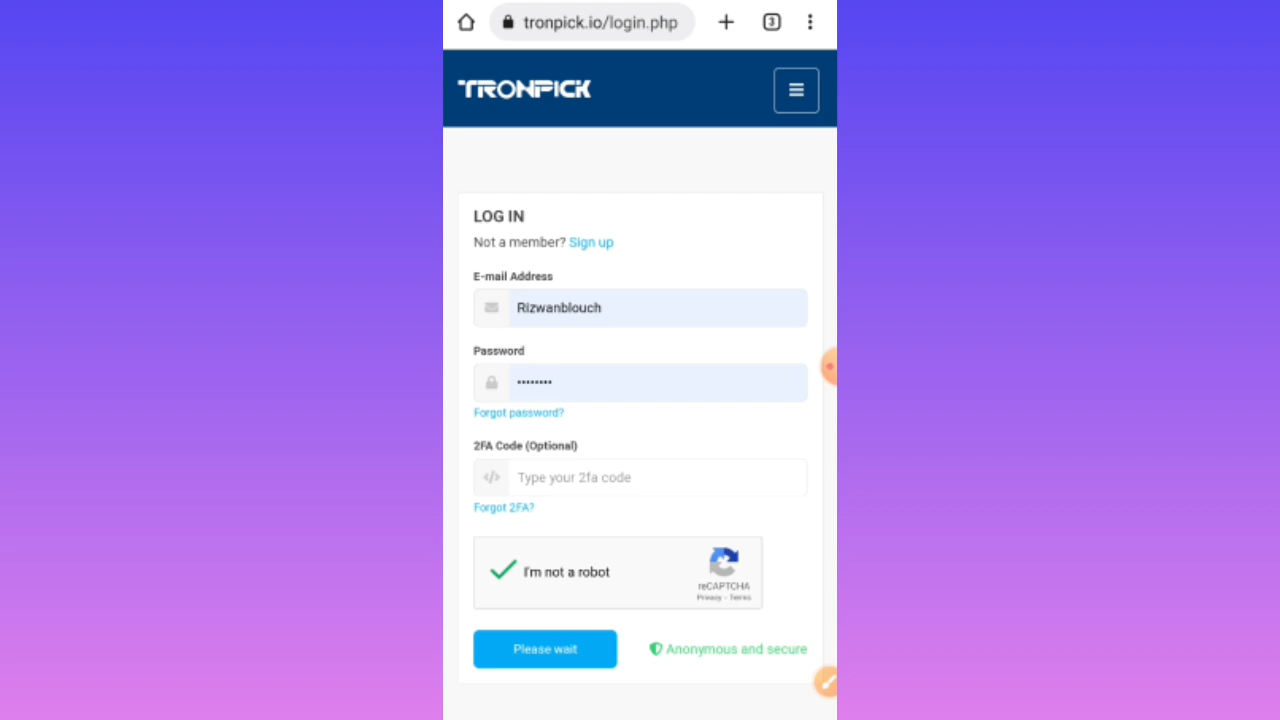 tronpick.io/login.php 3
TRONPICK
LOG IN
Not a member? Sign up
E-mail Address
Rizwanblouch
Password
••••••••
Forgot password?
2FA Code (Optional)
</> Type your 2fa code
Forgot 2FA?
I'm not a robot
reCAPTCHA
Privacy - Terms
Please wait Anonymous and secure